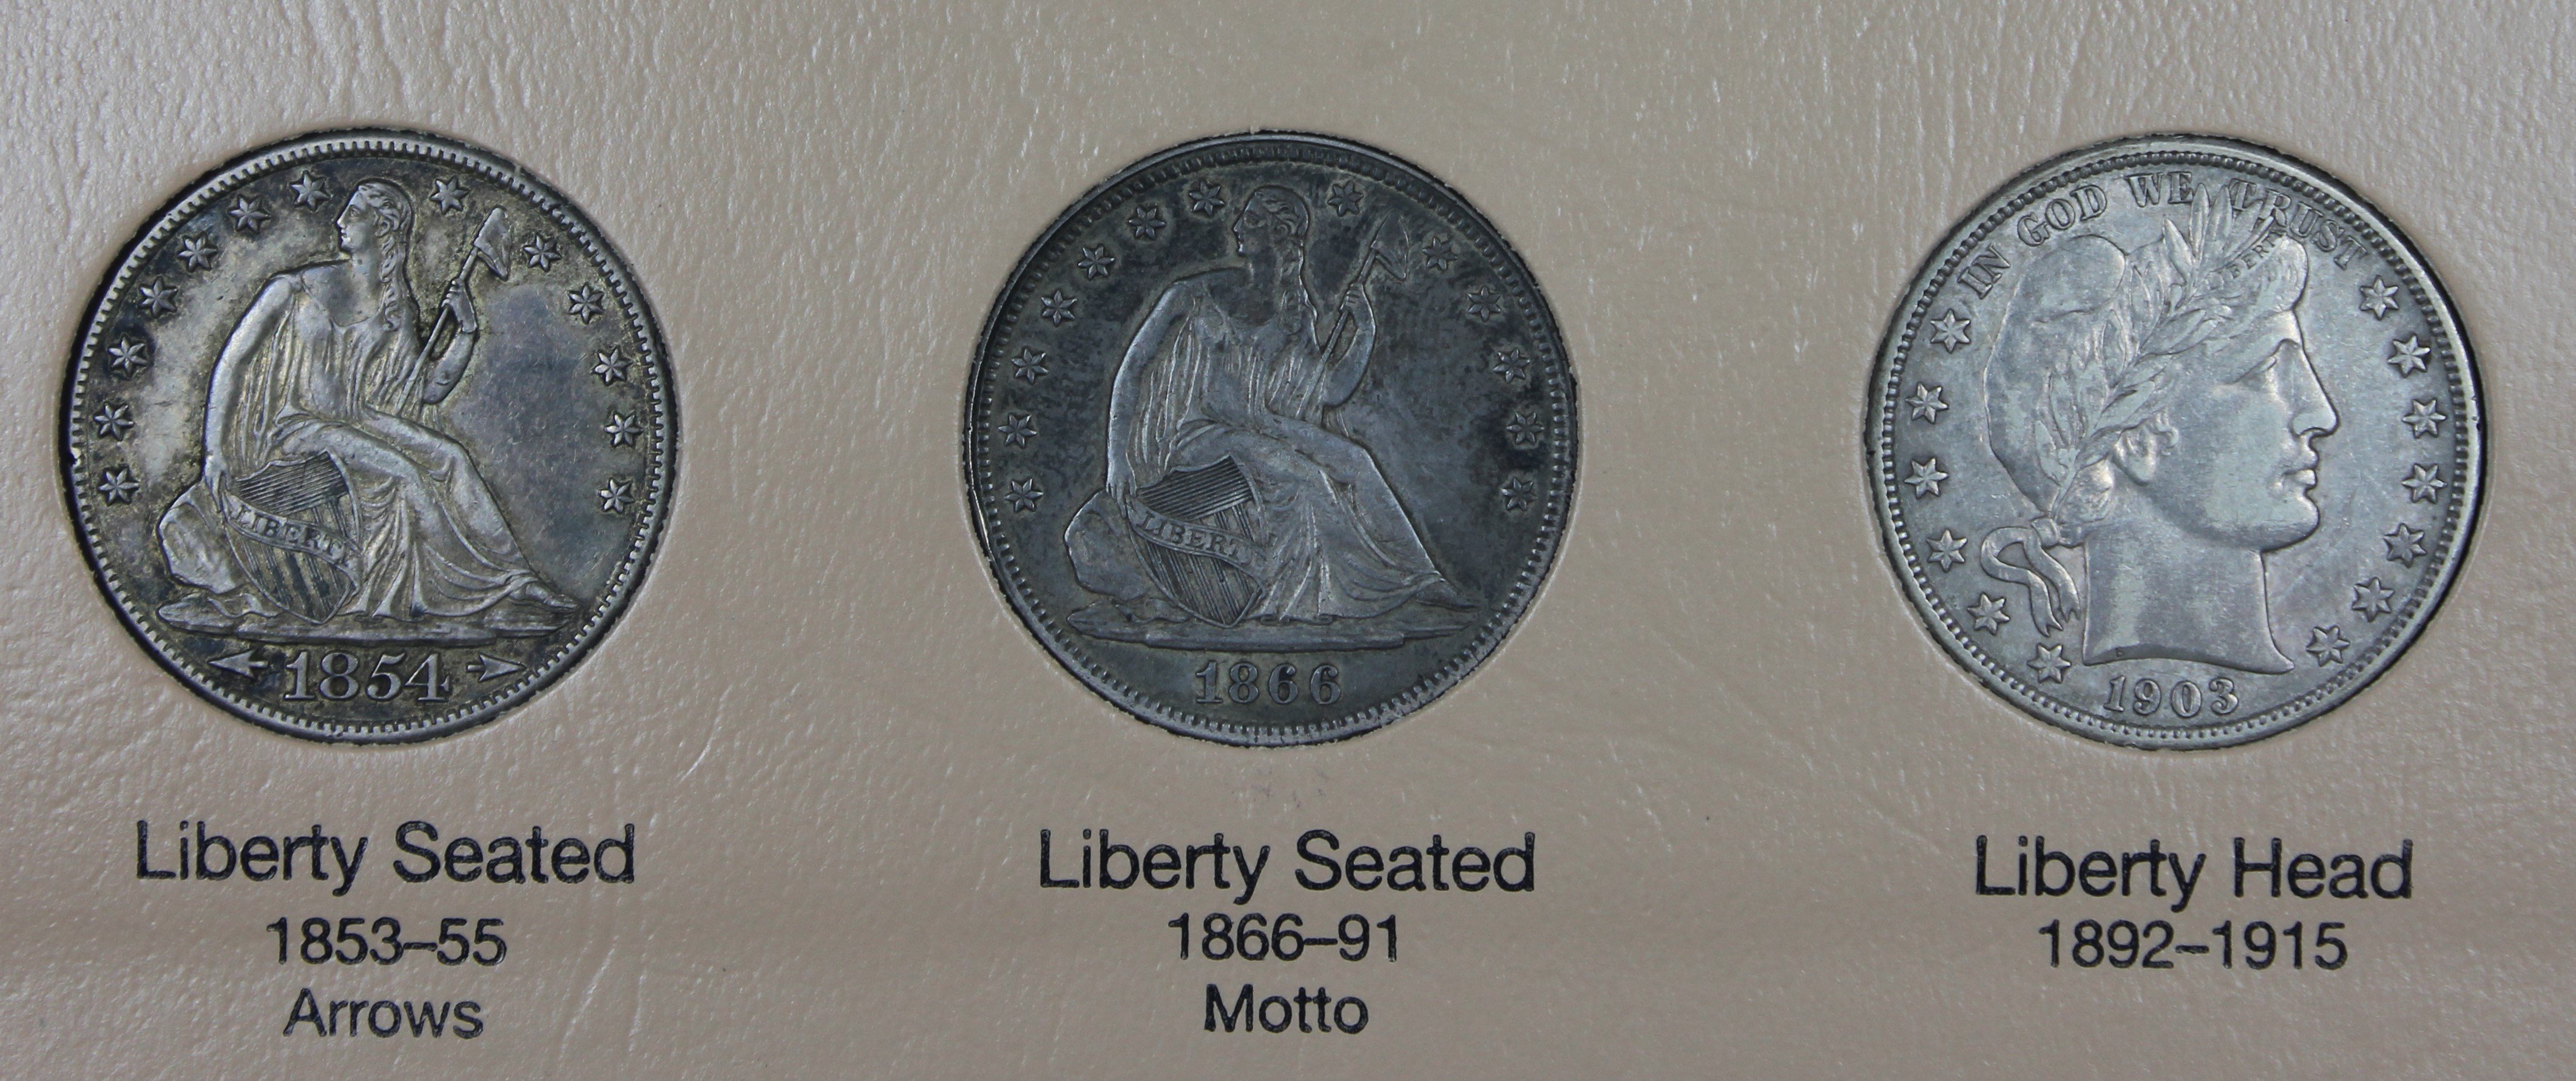 LIBERTY
1854
Liberty Seated
1853–55
Arrows
LIBERTY
1866
Liberty Seated
1866–91
Motto
IN GOD WE TRUST
LIBERTY
1903
Liberty Head
1892–1915